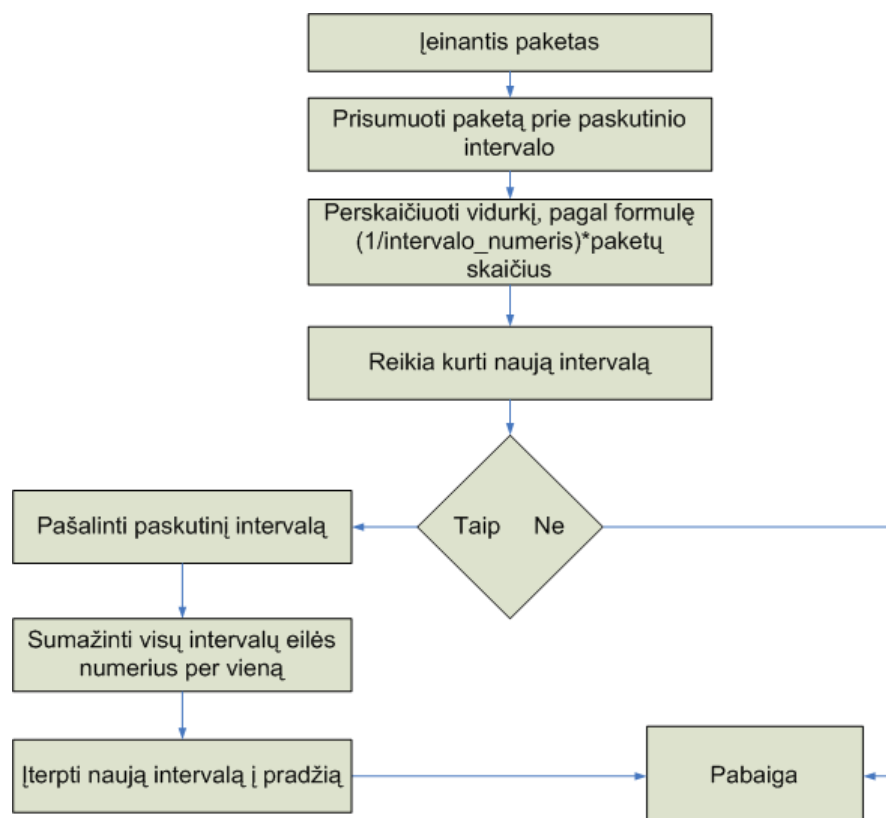 Įeinantis paketas
Prisumuoti paketą prie paskutinio
intervalo
Perskaičiuoti vidurkį, pagal formulę
(1/intervalo_numeris)*paketų
skaičius
Reikia kurti naują intervalą
Taip Ne
Pašalinti paskutinį intervalą
Sumažinti visų intervalų eilės
numerius per vieną
Įterpti naują intervalą į pradžią
Pabaiga